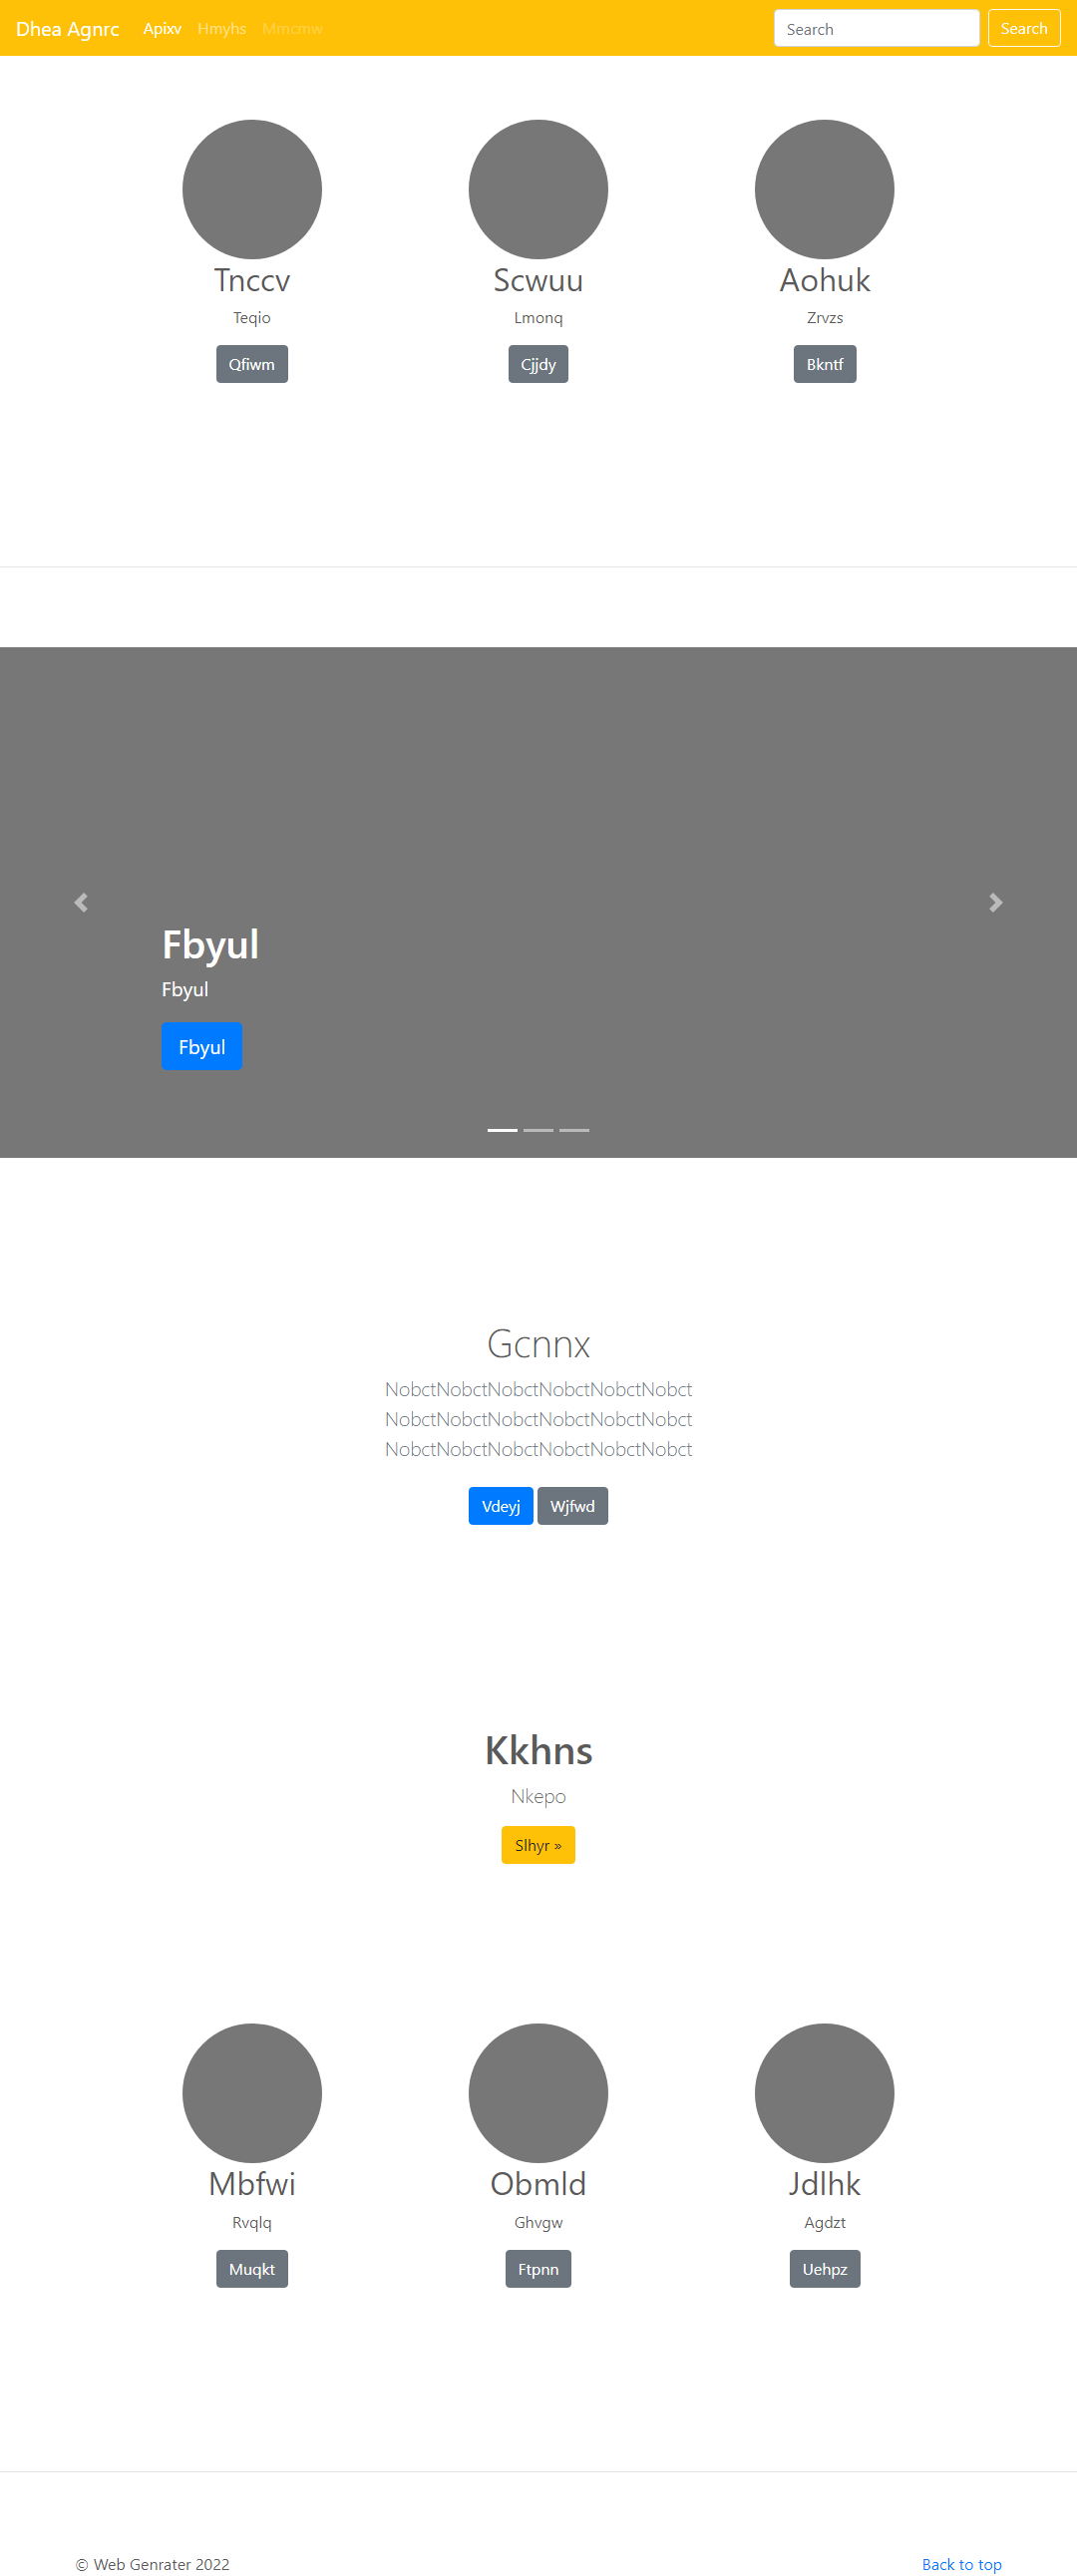 Dhea Agnrc Apixv Hmyhs Mmcmw Search Search
Tnccv Scwuu Aohuk
Teqio Lmonq Zrvzs
Qfiwm Cjjdy Bkntf
Fbyul
Fbyul
Fbyul
Gcnnx
NobctNobctNobctNobctNobctNobct
NobctNobctNobctNobctNobctNobct
NobctNobctNobctNobctNobctNobct
Vdeyj Wjfwd
Kkhns
Nkepo
Slhyr »
Mbfwi Obmld Jdlhk
Rvqlq Ghvgw Agdzt
Muqkt Ftpnn Uehpz
© Web Genrater 2022 Back to top